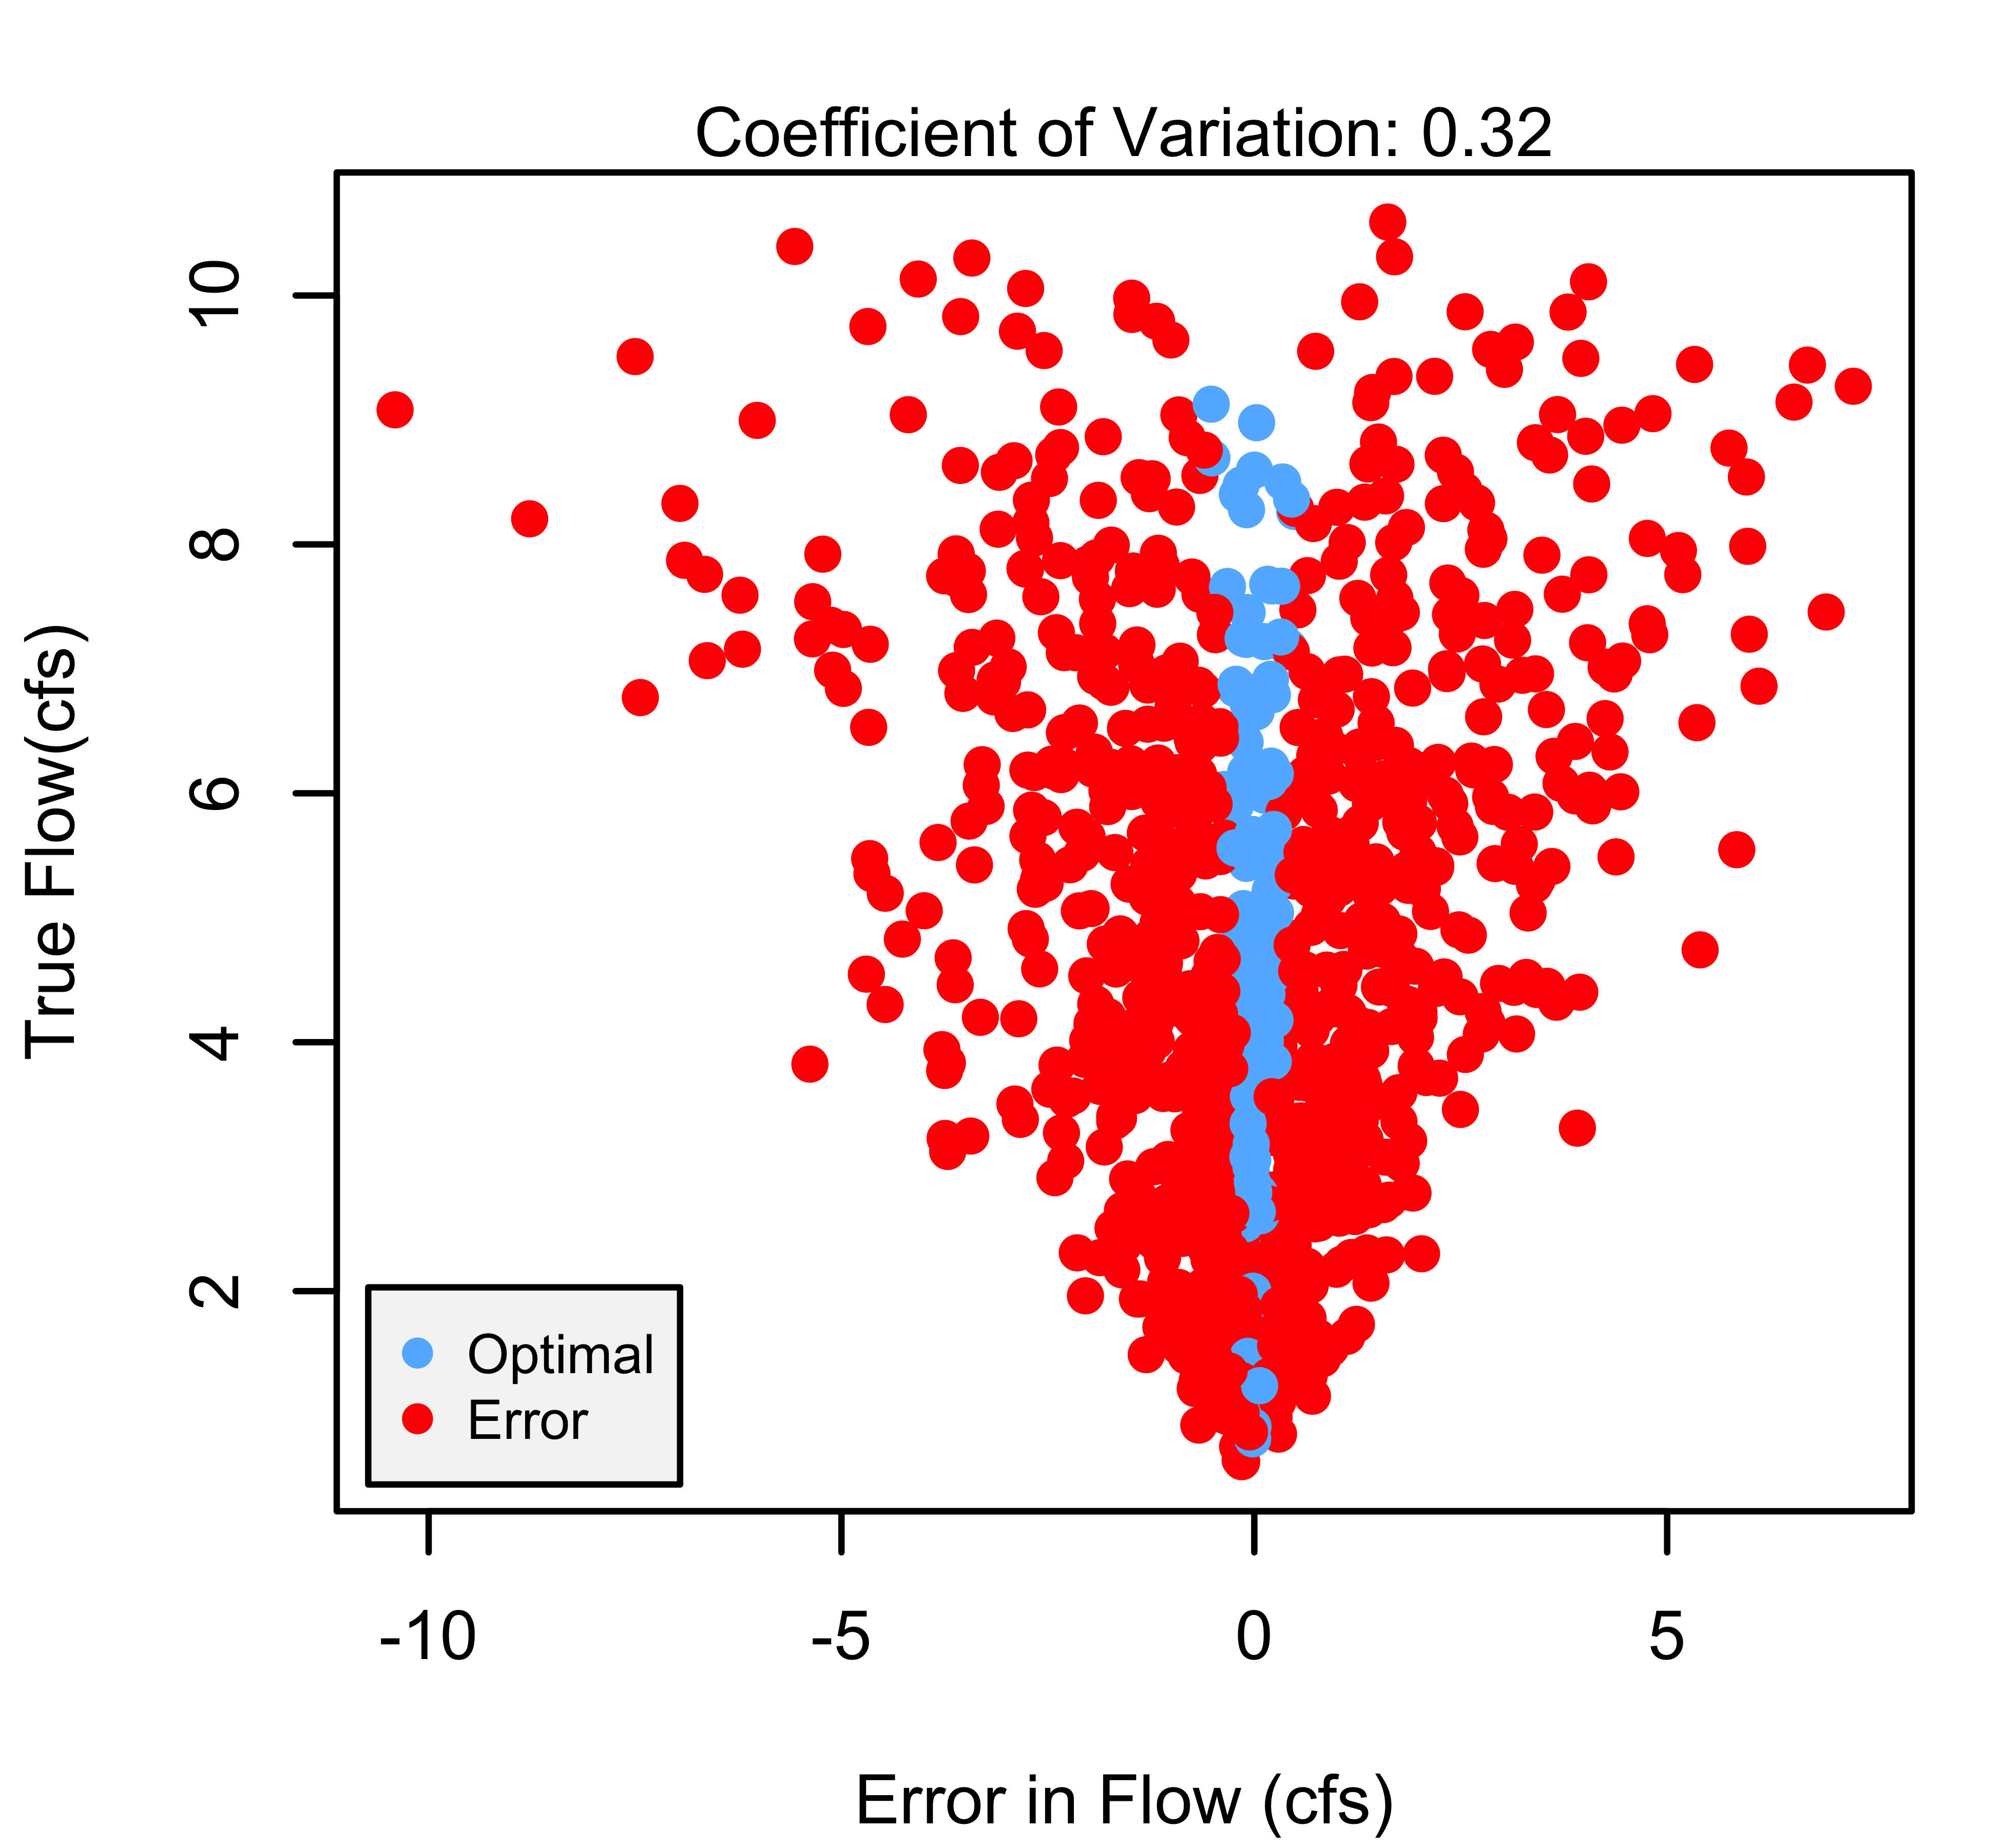 Coefficient of Variation: 0.32
True Flow(cfs)
10
8
6
4
2
Optimal
Error
-10 -5 0 5
Error in Flow (cfs)